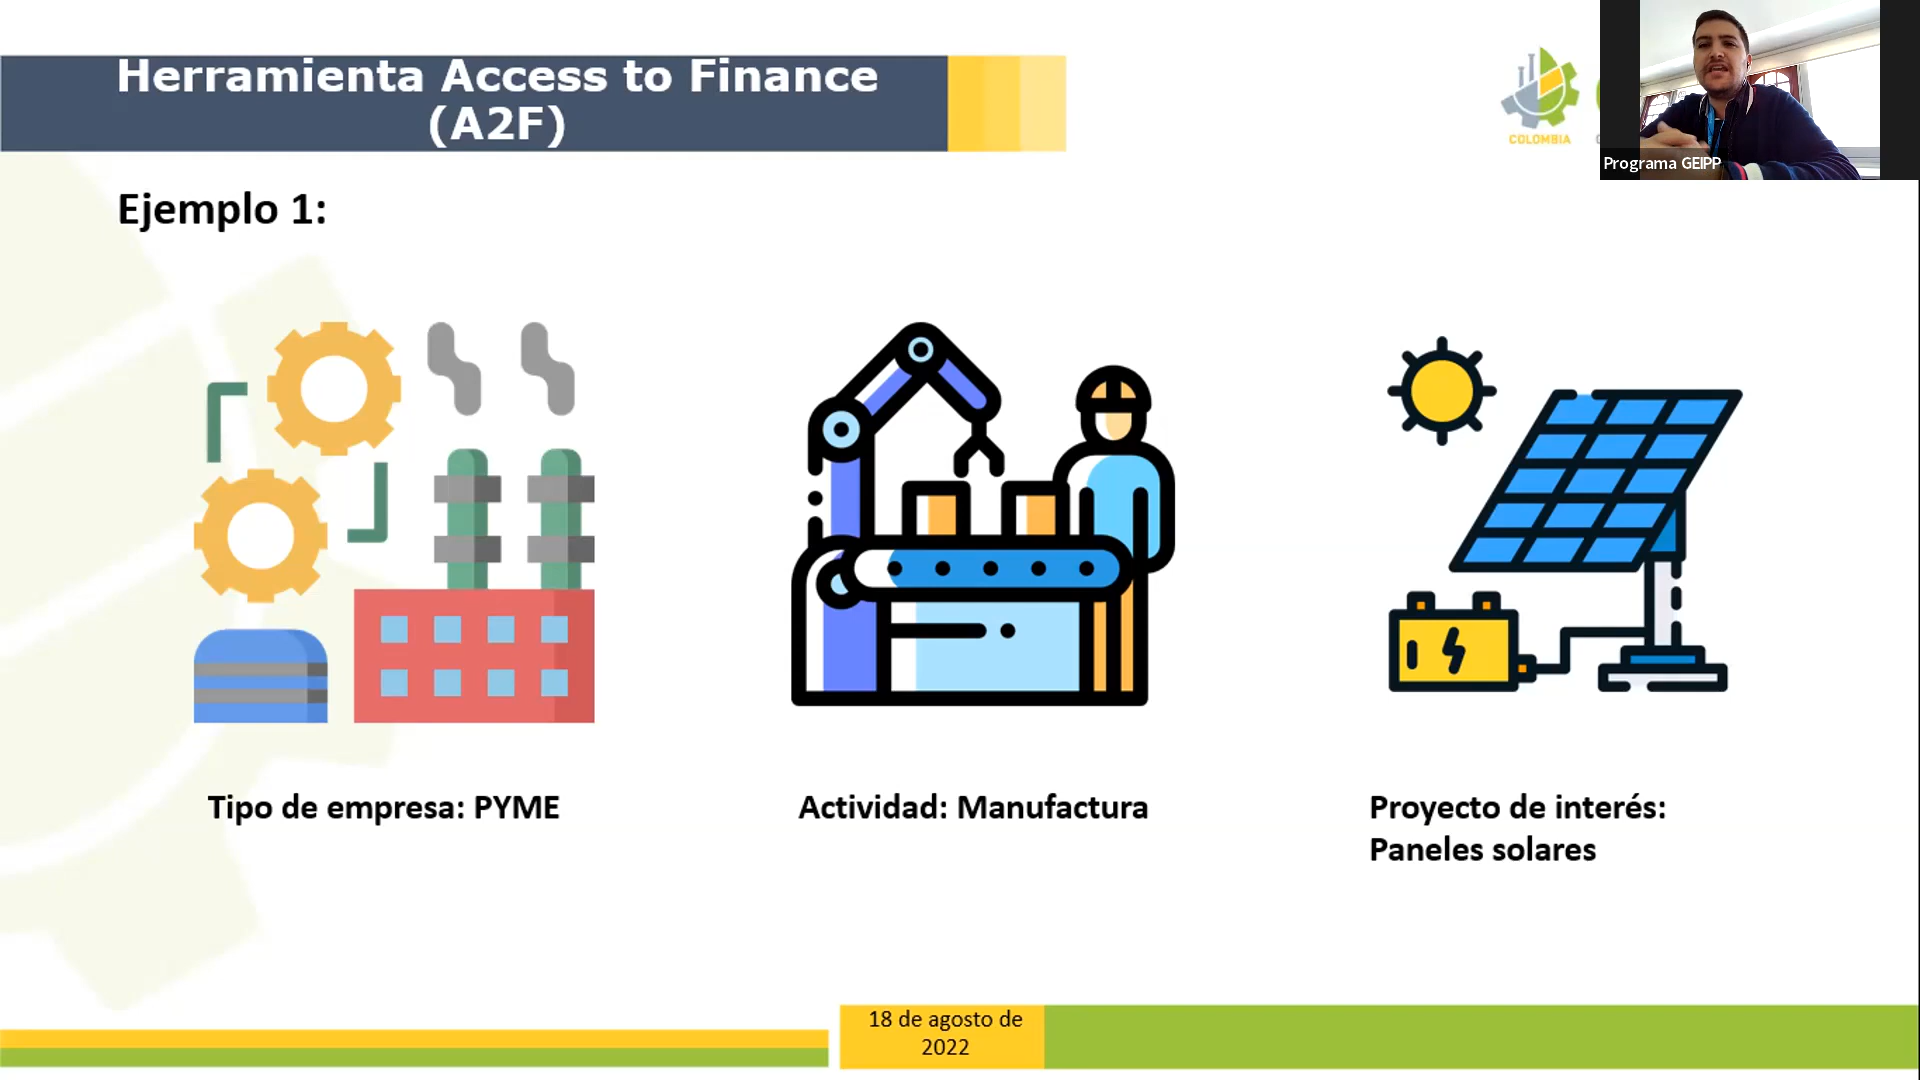 Herramienta Access to Finance
(A2F)
COLOMBIA
Programa GEIPP
Ejemplo 1:
Tipo de empresa: PYME
Actividad: Manufactura
Proyecto de interés:
Paneles solares
18 de agosto de
2022